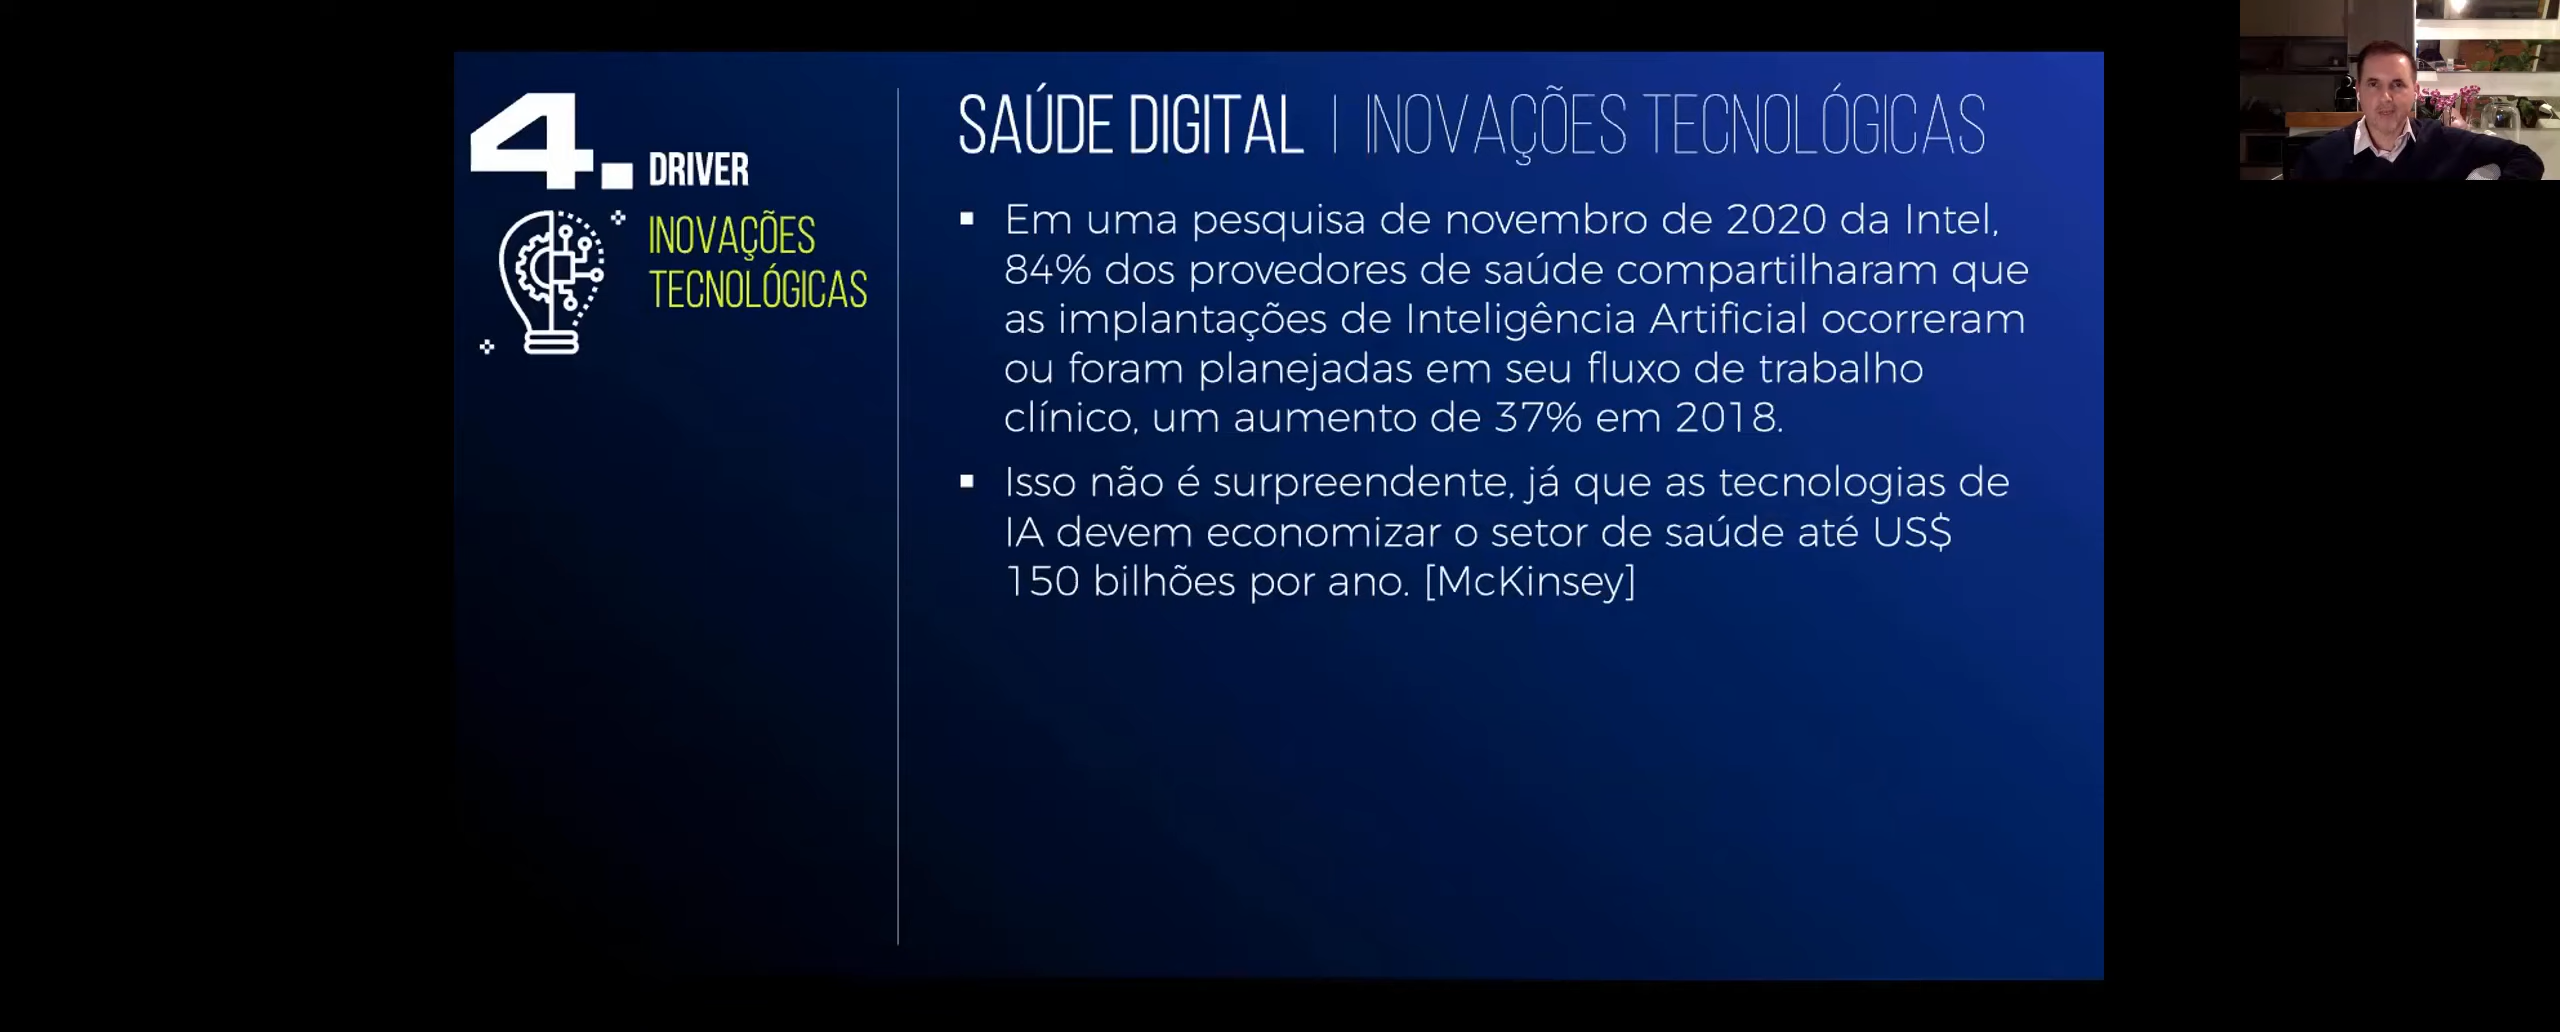 4. DRIVER
INOVAÇÕES
TECNOLÓGICAS
SAÚDE DIGITAL | INOVAÇÕES TECNOLÓGICAS
▪ Em uma pesquisa de novembro de 2020 da Intel,
84% dos provedores de saúde compartilharam que
as implantações de Inteligência Artificial ocorreram
ou foram planejadas em seu fluxo de trabalho
clínico, um aumento de 37% em 2018.
▪ Isso não é surpreendente, já que as tecnologias de
IA devem economizar o setor de saúde até US$
150 bilhões por ano. [McKinsey]